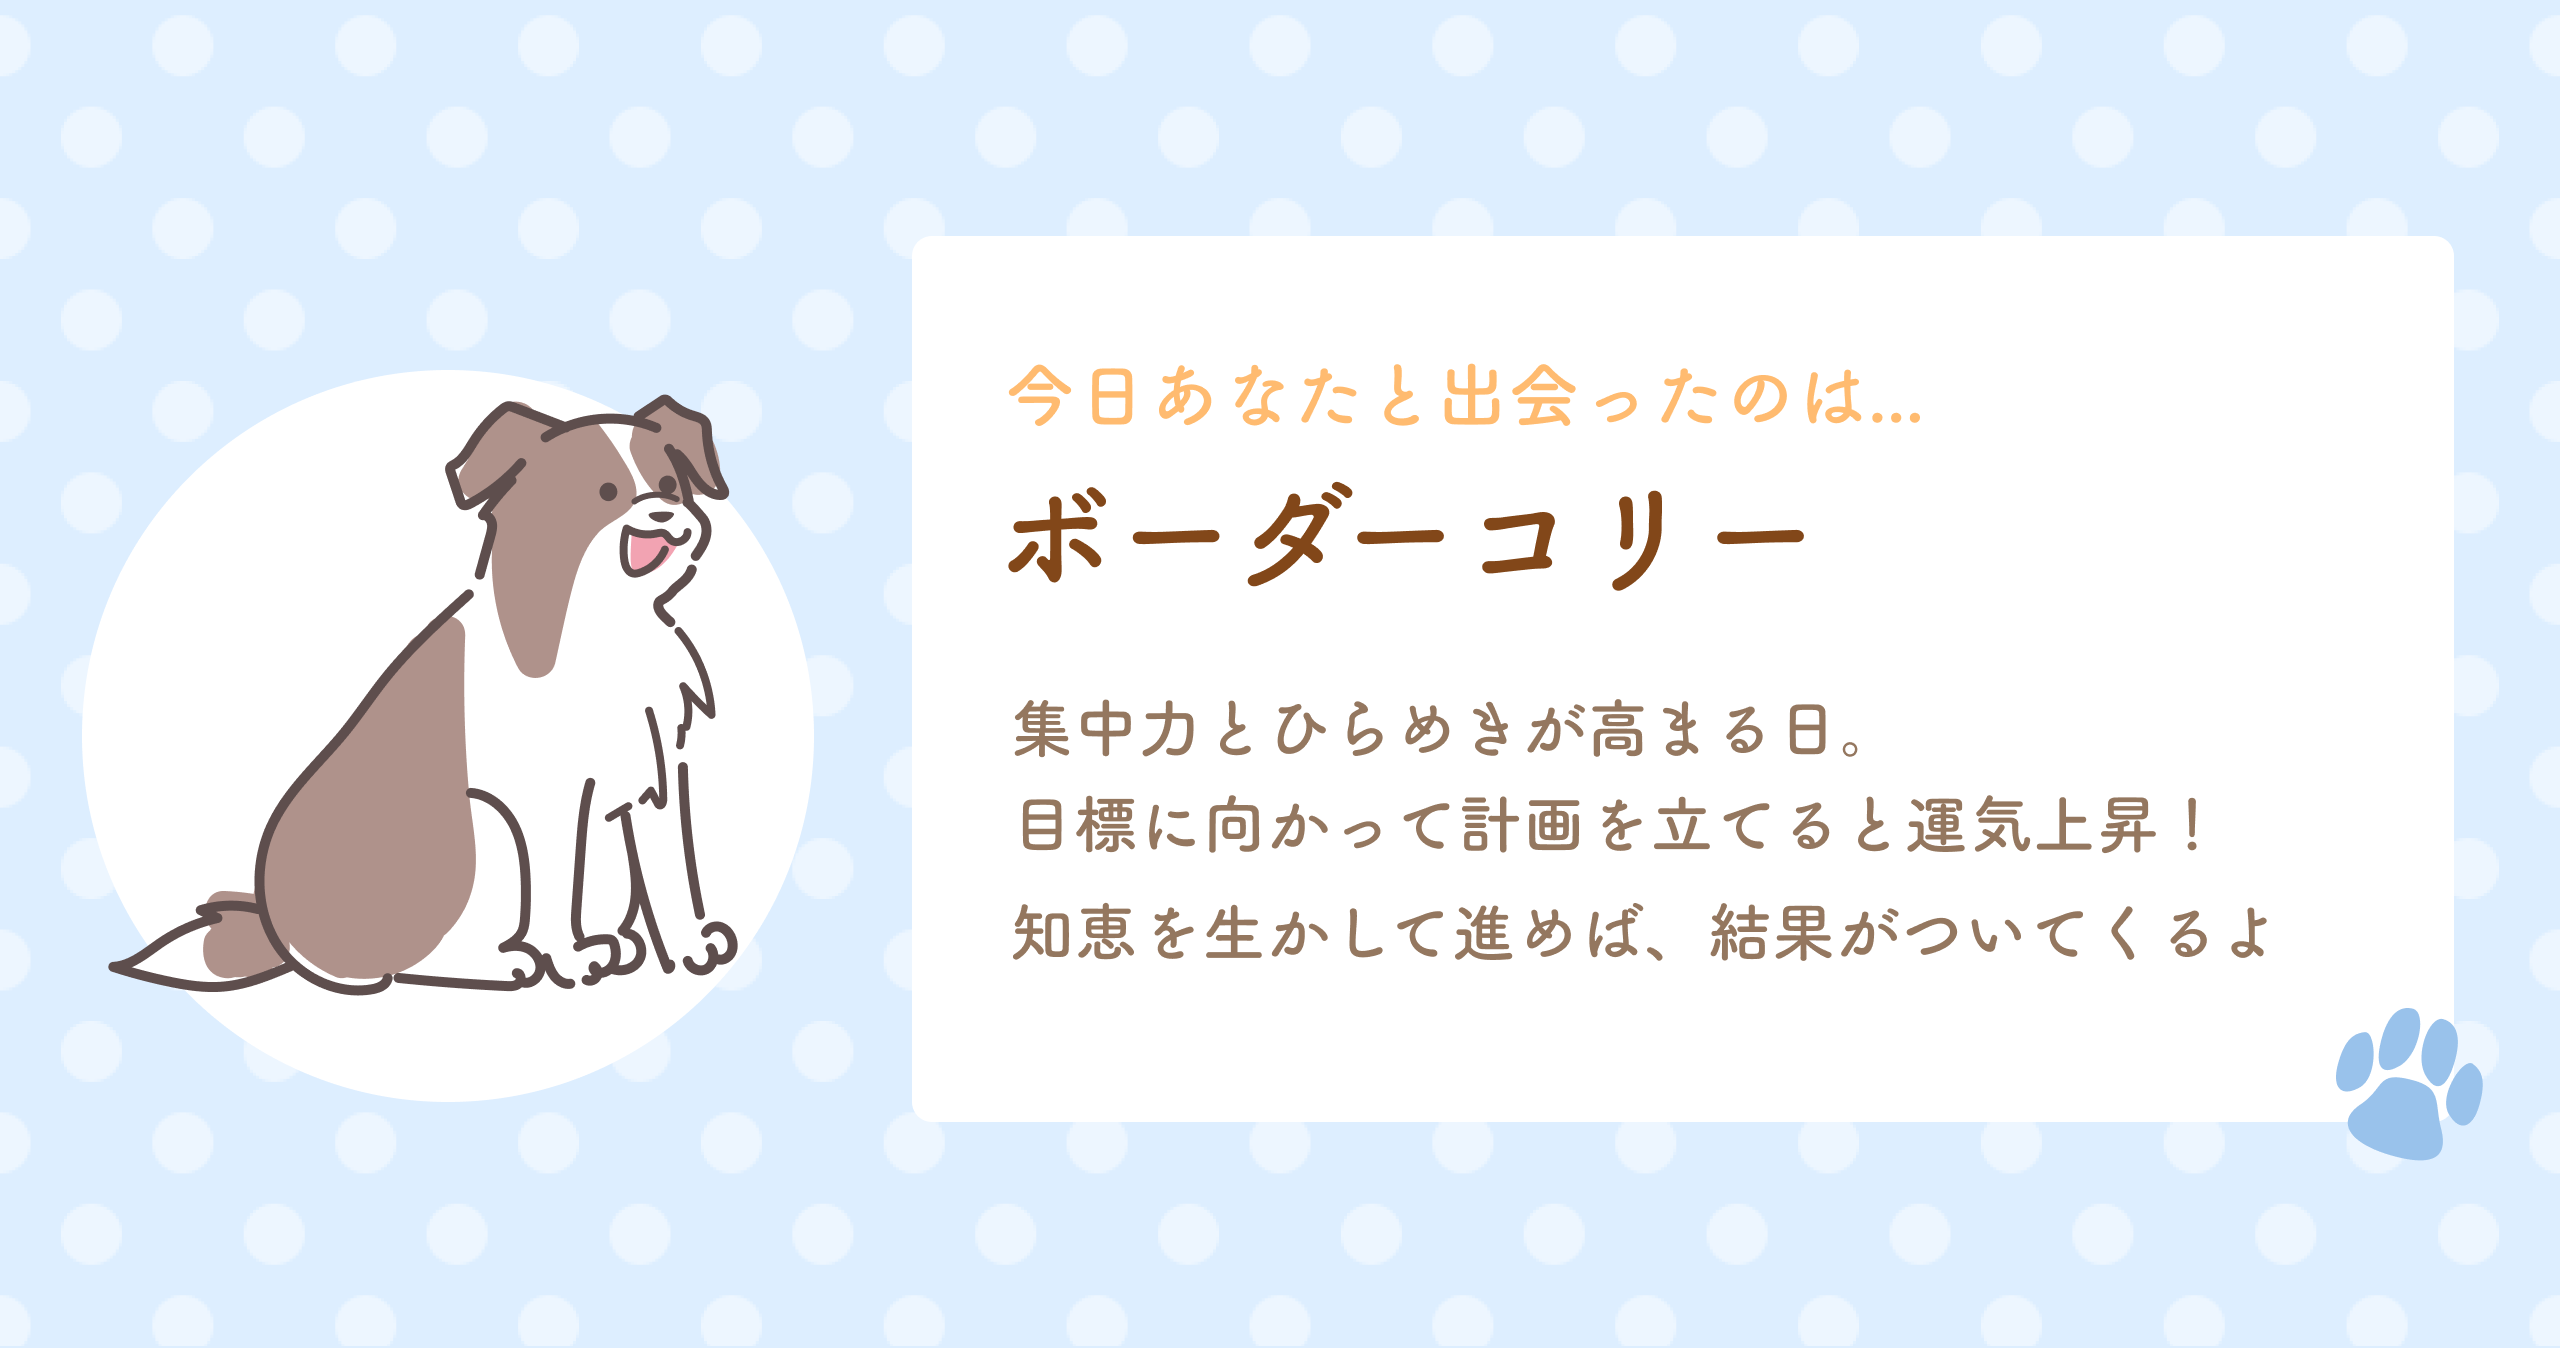 今日あなたと出会ったのは...
ボーダーコリー
集中力とひらめきが高まる日。
目標に向かって計画を立てると運気上昇！
知恵を生かして進めば、結果がついてくるよ